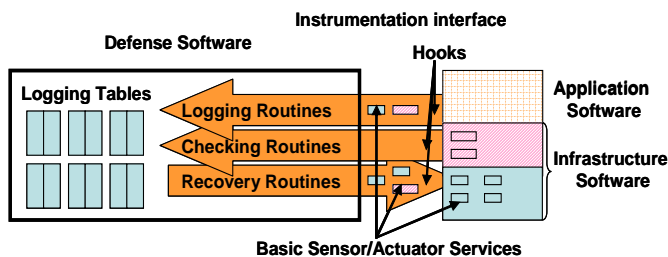 Instrumentation interface
Defense Software
Hooks
Logging Tables
Logging Routines
Checking Routines
Recovery Routines
Application
Software
Infrastructure
Software
Basic Sensor/Actuator Services